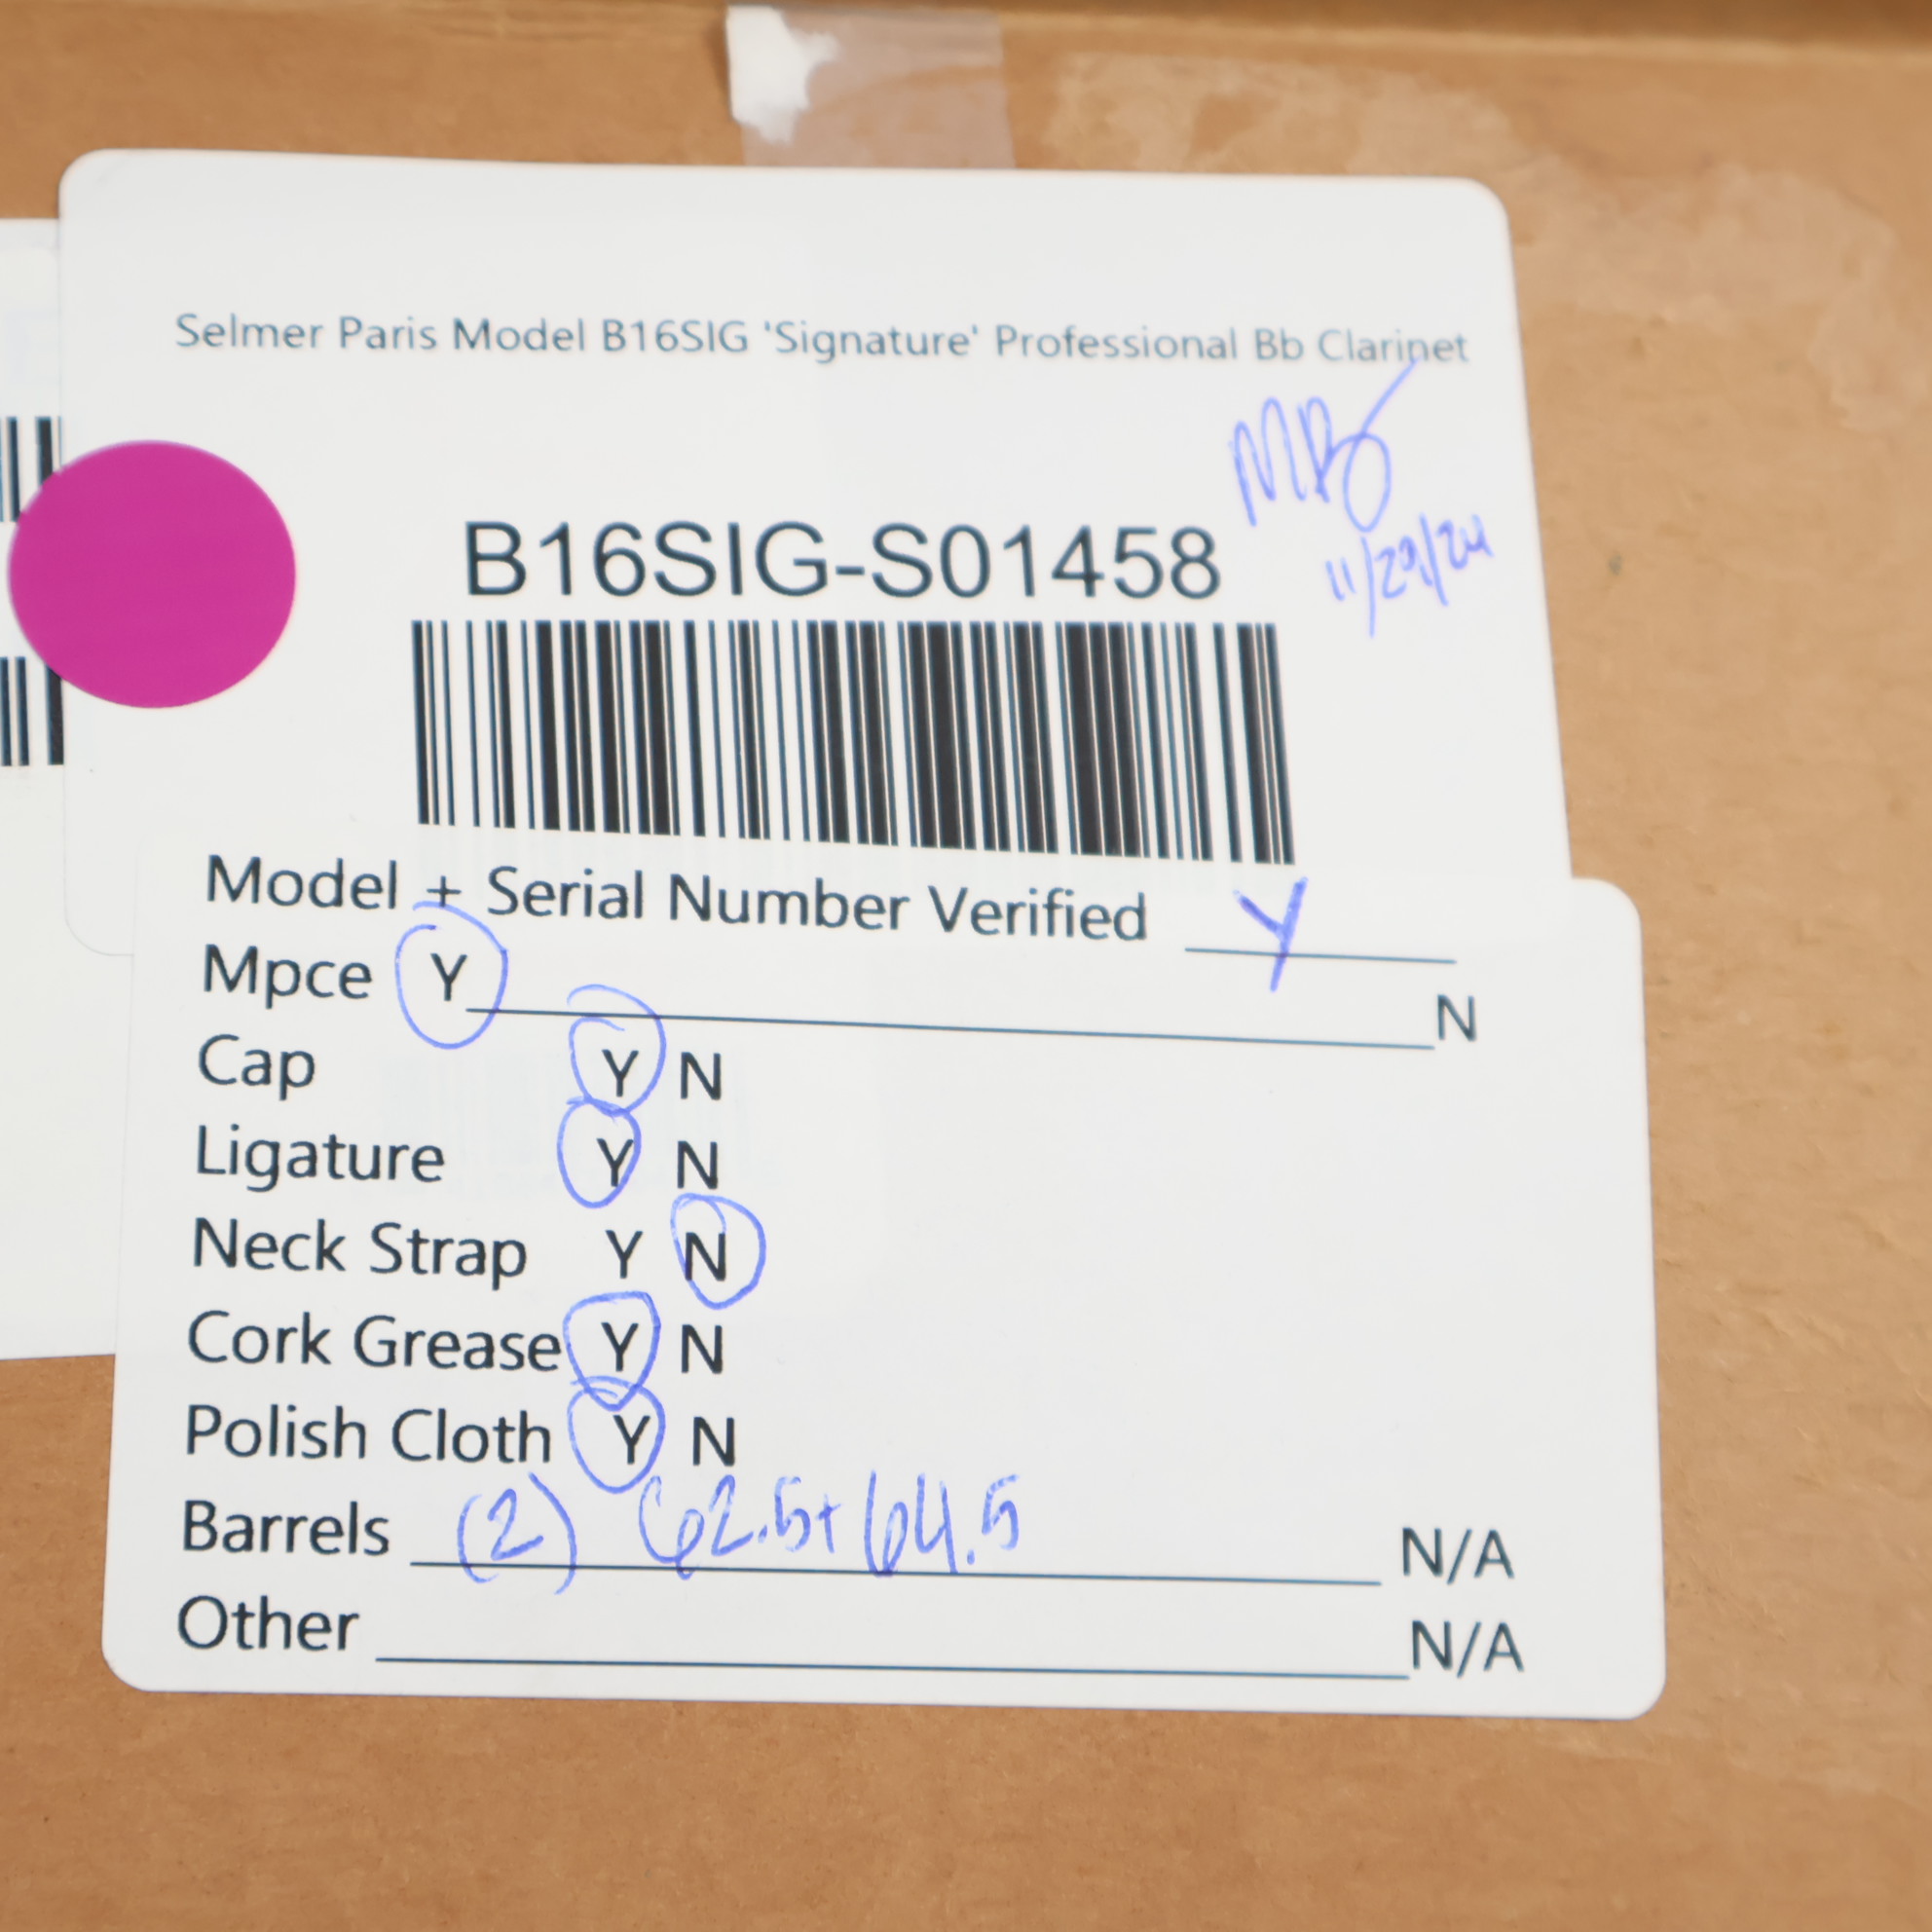 Selmer Paris Model B16SIG 'Signature' Professional Bb Clarinet
11/29/24
B16SIG-S01458
Model + Serial Number Verified Y
Mpce Y N
Cap Y N
Ligature Y N
Neck Strap Y N
Cork Grease Y N
Polish Cloth Y N
Barrels (2) 62.5+64.5 N/A
Other N/A